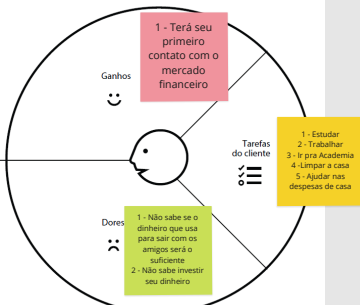 1 - Terá seu
primeiro
contato com o
mercado
financeiro
Ganhos
Tarefas
do cliente
1 - Estudar
2 - Trabalhar
3 - Ir pra Academia
4 -Limpar a casa
5 - Ajudar nas
despesas de casa
Dores
1 - Não sabe se o
dinheiro que usa
para sair com os
amigos será o
suficiente
2 - Não sabe investir
seu dinheiro